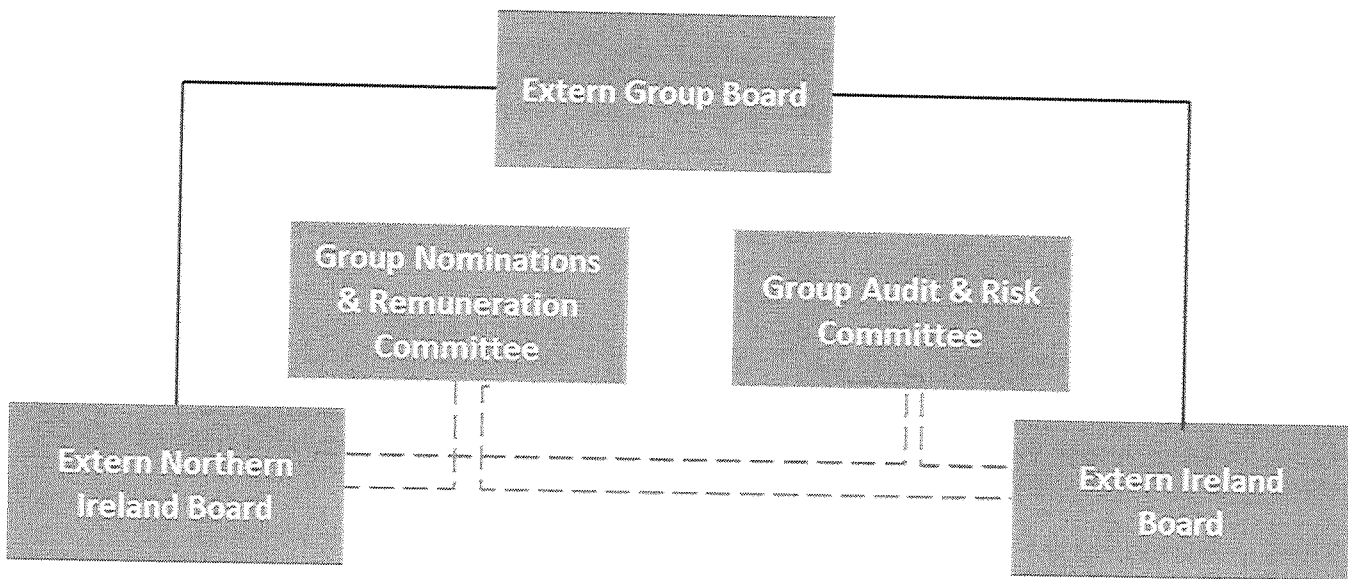 Extern Group Board
Group Nominations
& Remuneration
Committee
Group Audit & Risk
Committee
Extern Northern
Ireland Board
Extern Ireland
Board